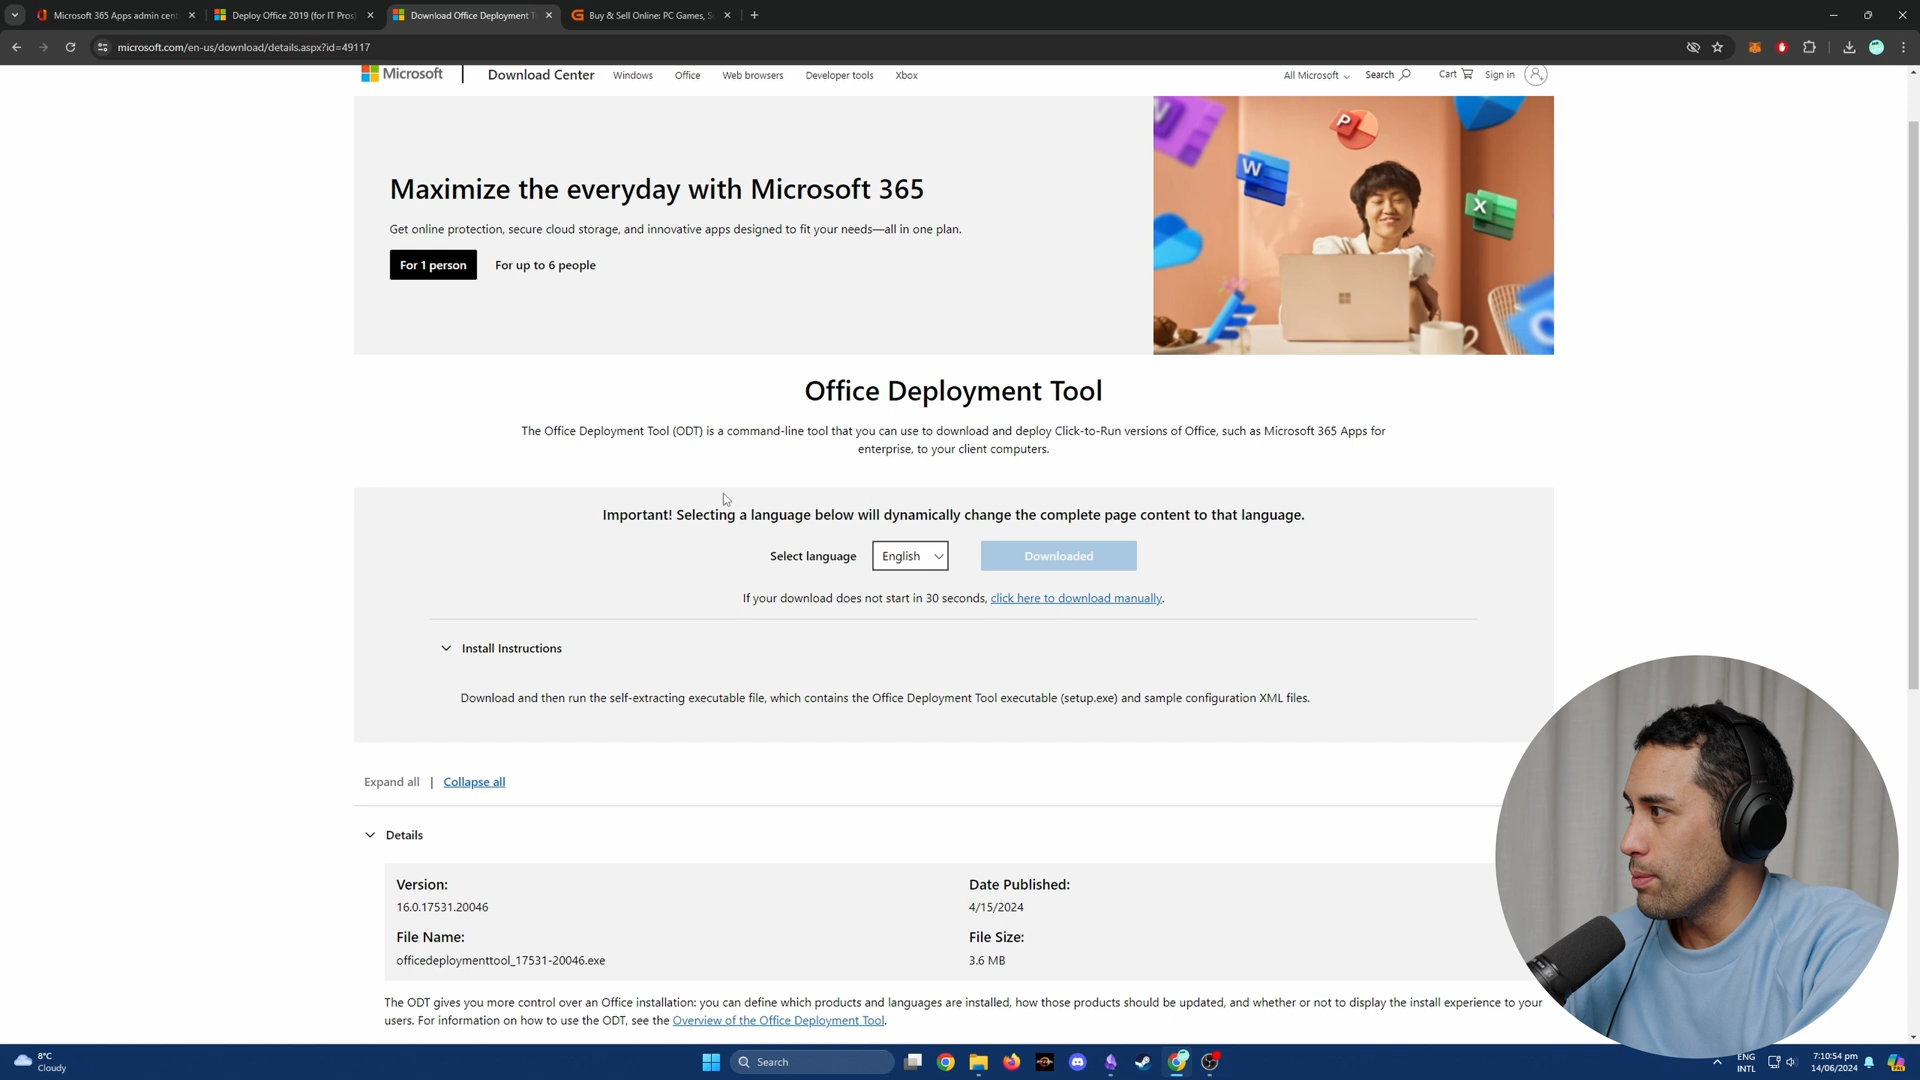 Microsoft 365 Apps admin cent
Deploy Office 2019 (for IT Pros)
Download Office Deployment T
Buy & Sell Online: PC Games, S
microsoft.com/en-us/download/details.aspx?id=49117
Microsoft
Download Center
Windows
Office
Web browsers
Developer tools
Xbox
All Microsoft
Search
Cart
Sign in
Maximize the everyday with Microsoft 365
Get online protection, secure cloud storage, and innovative apps designed to fit your needs—all in one plan.
For 1 person
For up to 6 people
W
P
X
Office Deployment Tool
The Office Deployment Tool (ODT) is a command-line tool that you can use to download and deploy Click-to-Run versions of Office, such as Microsoft 365 Apps for
enterprise, to your client computers.
Important! Selecting a language below will dynamically change the complete page content to that language.
Select language
English
Downloaded
If your download does not start in 30 seconds, click here to download manually.
Install Instructions
Download and then run the self-extracting executable file, which contains the Office Deployment Tool executable (setup.exe) and sample configuration XML files.
Expand all | Collapse all
Details
Version:
16.0.17531.20046
Date Published:
4/15/2024
File Name:
officedeploymenttool_17531-20046.exe
File Size:
3.6 MB
The ODT gives you more control over an Office installation: you can define which products and languages are installed, how those products should be updated, and whether or not to display the install experience to your
users. For information on how to use the ODT, see the Overview of the Office Deployment Tool.
8°C
Cloudy
Search
ENG
INTL
7:10:54 pm
14/06/2024